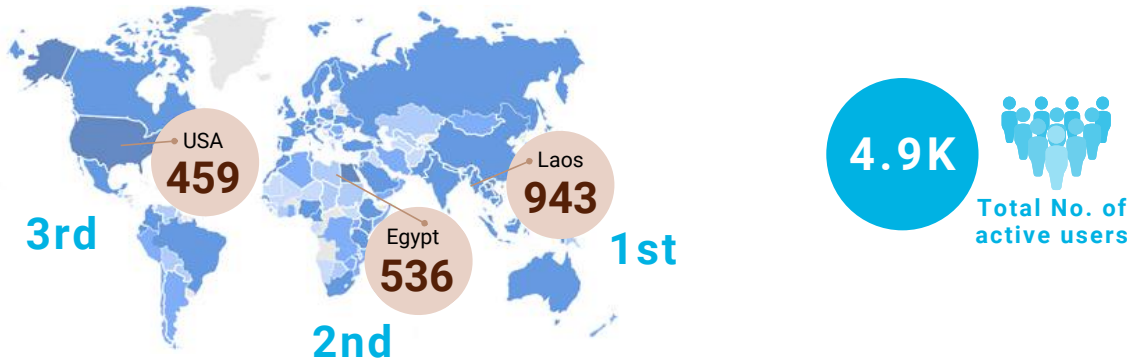 USA
459
3rd
Egypt
536
2nd
Laos
943
1st
4.9K
Total No. of
active users